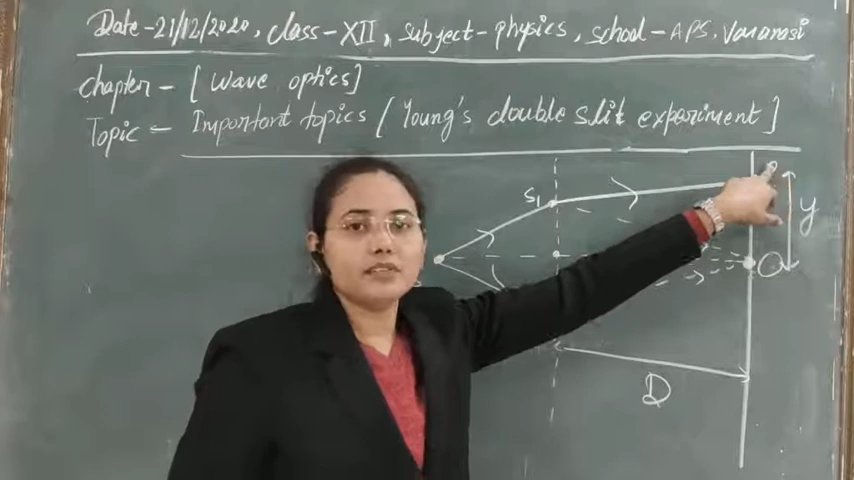 Date - 21/12/2020, class - XII, subject - physics, School - APS, Varanasi
Chapter - [ Wave optics ]
Topic - Important topics [ Young's double slit experiment ]
S1
y
O
D